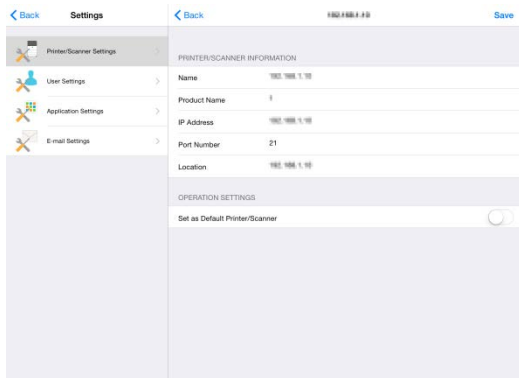 Back
Settings
Printer/Scanner Settings
User Settings
Application Settings
E-mail Settings
Back
Save
PRINTER/SCANNER INFORMATION
Name
Product Name
IP Address
Port Number 21
Location
OPERATION SETTINGS
Set as Default Printer/Scanner